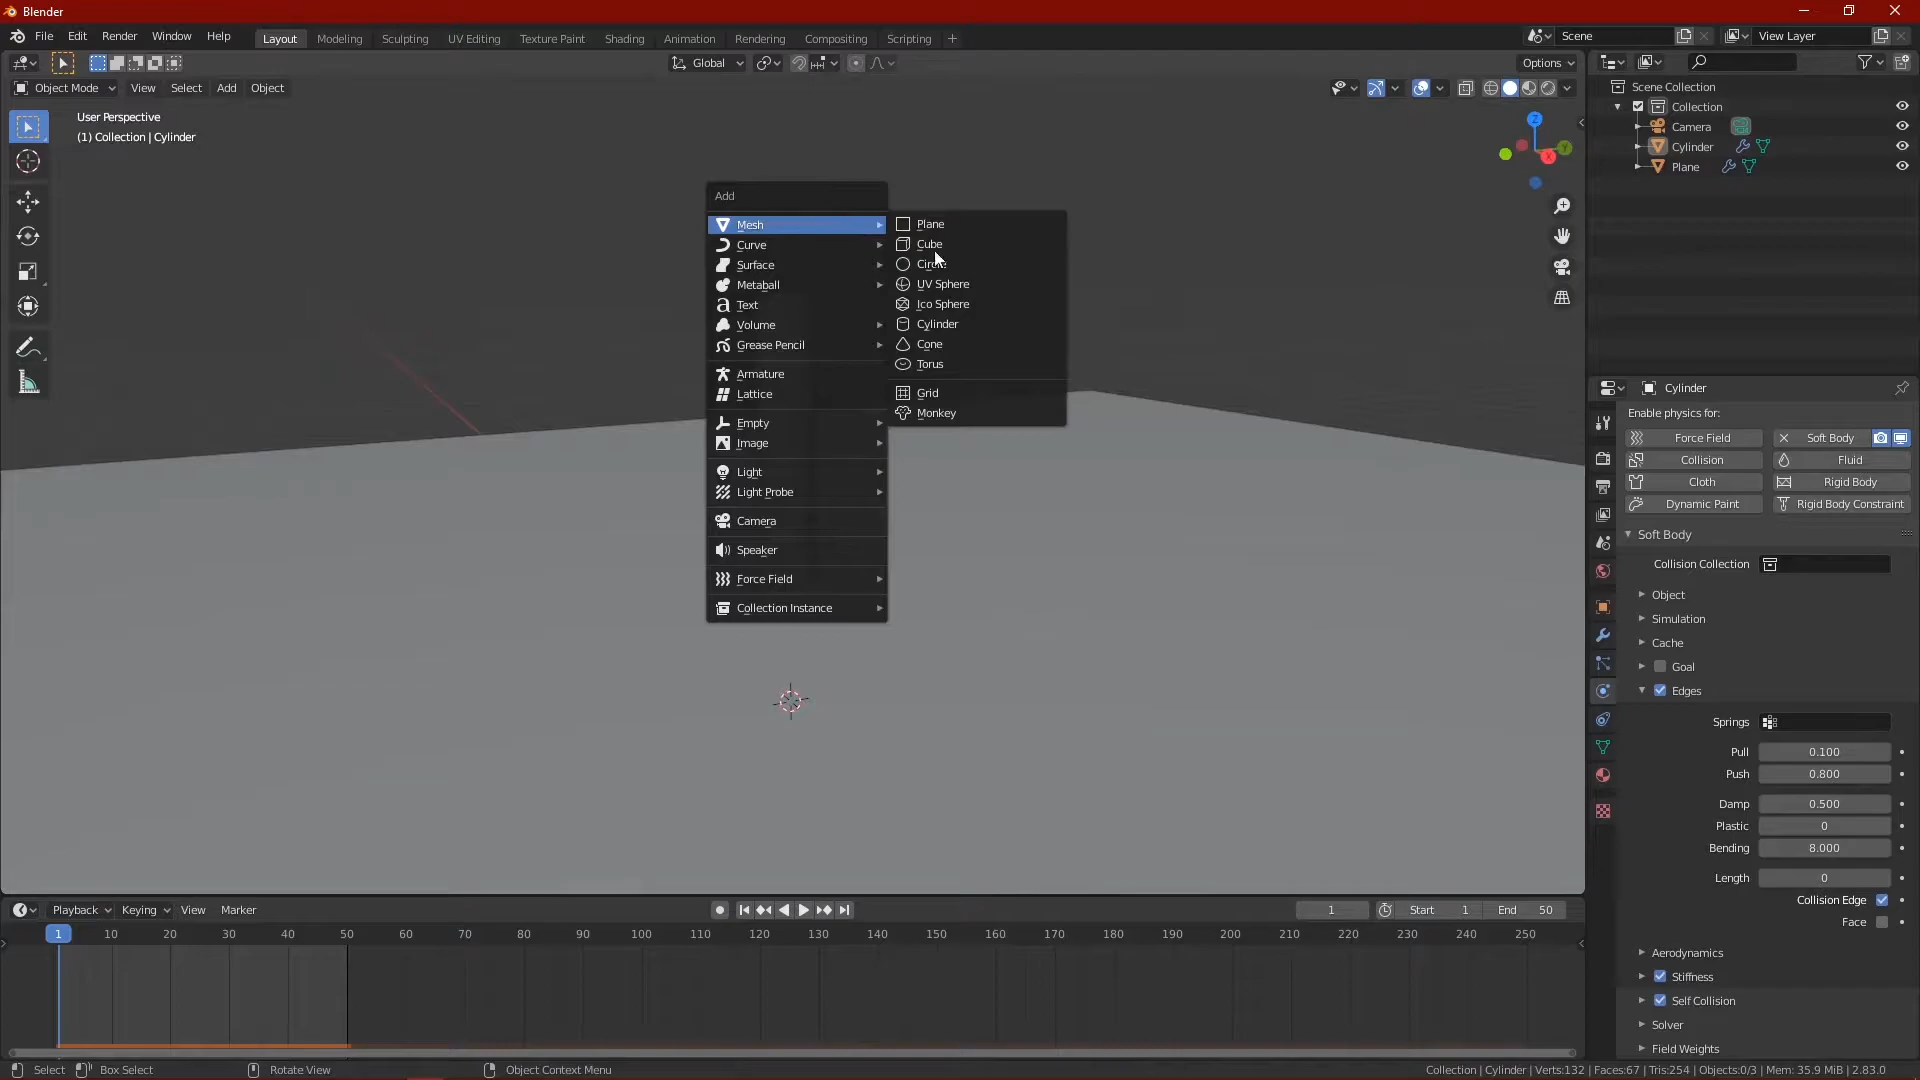 Blender
File Edit Render Window Help
Layout Modeling Sculpting UV Editing Texture Paint Shading Animation Rendering Compositing Scripting +
Scene
View Layer
Global
Options
Object Mode View Select Add Object
User Perspective
(1) Collection | Cylinder
Z
X
Y
Add
Mesh
Curve
Surface
Metaball
Text
Volume
Grease Pencil
Armature
Lattice
Empty
Image
Light
Light Probe
Camera
Speaker
Force Field
Collection Instance
Plane
Cube
UV Sphere
Ico Sphere
Cylinder
Cone
Torus
Grid
Monkey
Scene Collection
Collection
Camera
Cylinder
Plane
Cylinder
Enable physics for:
Force Field Soft Body
Collision Fluid
Cloth Rigid Body
Dynamic Paint Rigid Body Constraint
Soft Body
Collision Collection
Object
Simulation
Cache
Goal
Edges
Springs
Pull 0.100
Push 0.800
Damp 0.500
Plastic 0
Bending 8.000
Length 0
Collision Edge
Face
Aerodynamics
Stiffness
Self Collision
Solver
Field Weights
Playback Keying View Marker
1 Start 1 End 50
1 10 20 30 40 50 60 70 80 90 100 110 120 130 140 150 160 170 180 190 200 210 220 230 240 250
Select Box Select Rotate View Object Context Menu
Collection | Cylinder | Verts:132 | Faces:67 | Tris:254 | Objects:0/3 | Mem: 35.9 MiB | 2.83.0